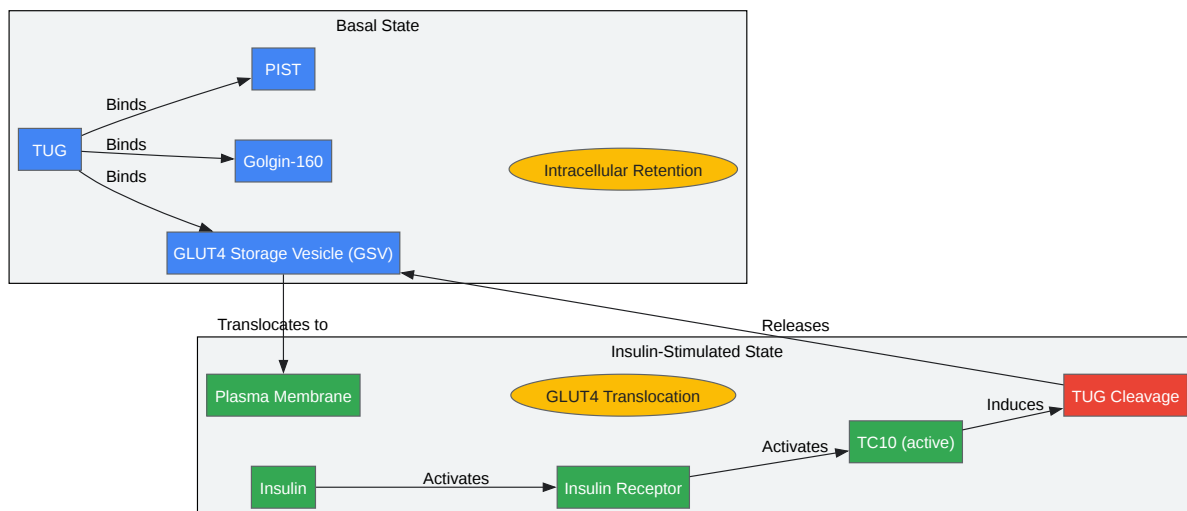 Basal State
PIST
Binds
TUG
Binds
Golgin-160
Intracellular Retention
Binds
GLUT4 Storage Vesicle (GSV)
Translocates to
Releases
Insulin-Stimulated State
Plasma Membrane
GLUT4 Translocation
TUG Cleavage
Induces
TC10 (active)
Activates
Insulin
Activates
Insulin Receptor